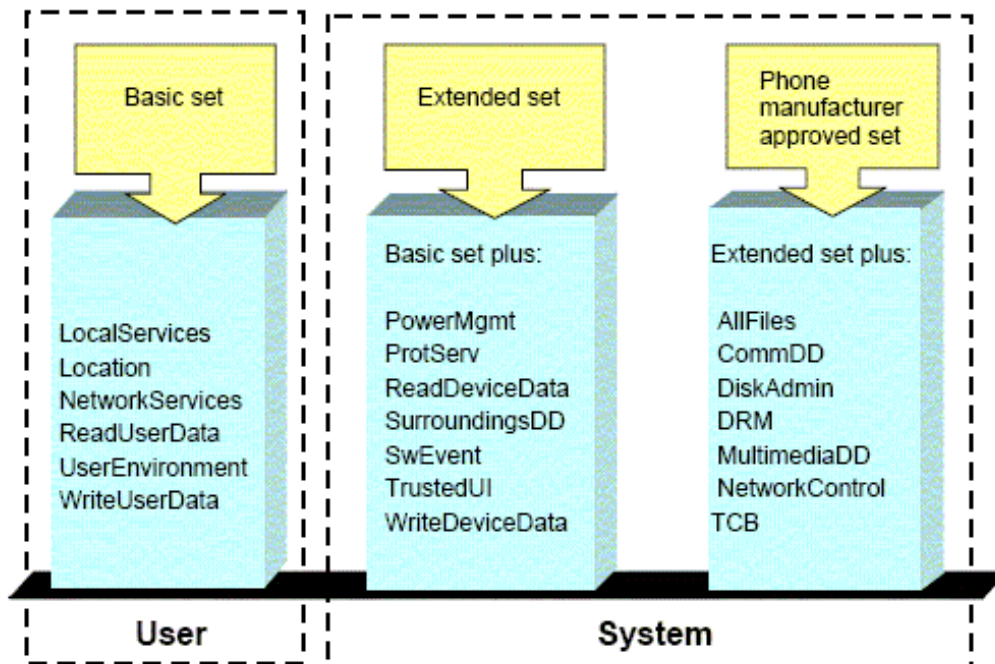 Basic set
LocalServices
Location
NetworkServices
ReadUserData
UserEnvironment
WriteUserData
User
Extended set
Basic set plus:
PowerMgmt
ProtServ
ReadDeviceData
SurroundingsDD
SwEvent
TrustedUI
WriteDeviceData
Phone
manufacturer
approved set
Extended set plus:
AllFiles
CommDD
DiskAdmin
DRM
MultimediaDD
NetworkControl
TCB
System